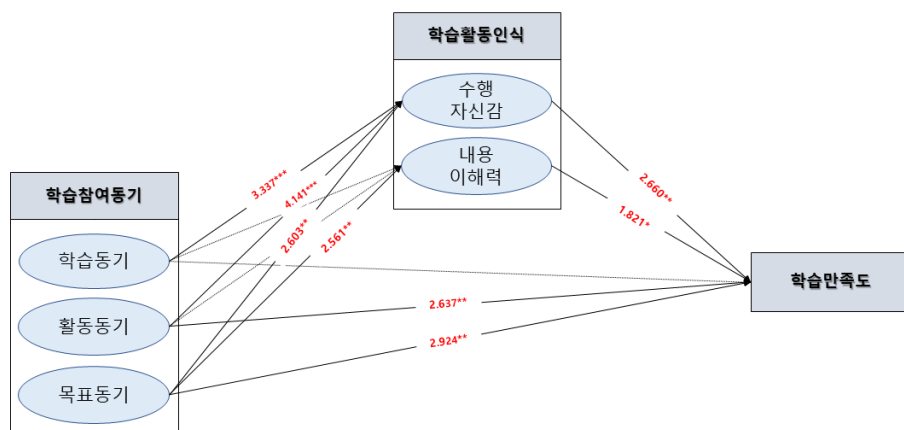 학습활동인식
수행
자신감
내용
이해력
학습참여동기
학습동기
활동동기
목표동기
학습만족도
3.337***
4.141***
2.603**
2.561**
2.660**
1.821*
2.637**
2.924**